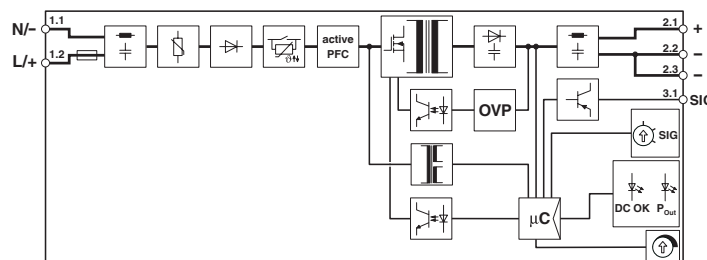 N/-
1.1
L/+
1.2
active
PFC
2.1
+
2.2
–
2.3
–
3.1
SIG
OVP
SIG
µC
DC OK
POut
ϑ